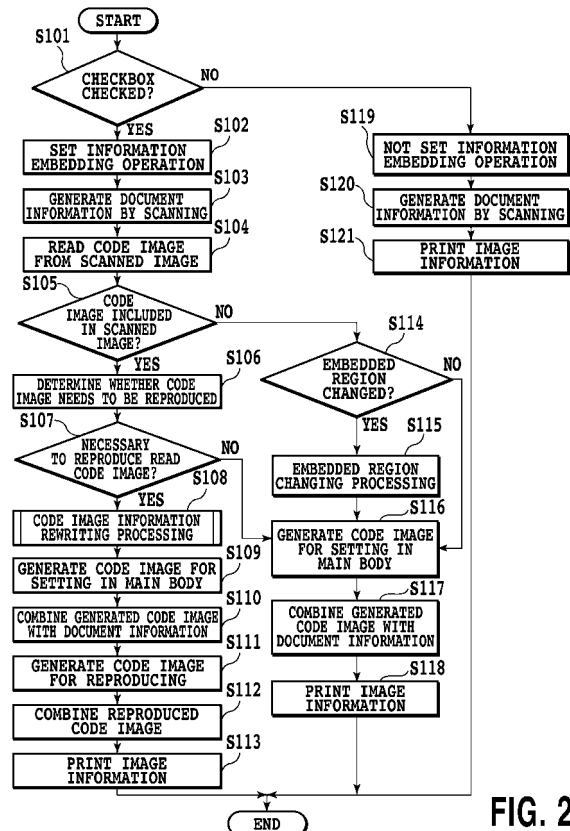 START
S101
CHECKBOX
CHECKED?
NO
YES
S102
SET INFORMATION
EMBEDDING OPERATION
S103
GENERATE DOCUMENT
INFORMATION BY SCANNING
S104
READ CODE IMAGE
FROM SCANNED IMAGE
S105
CODE
IMAGE INCLUDED
IN SCANNED
IMAGE?
NO
YES
S106
DETERMINE WHETHER CODE
IMAGE NEEDS TO BE REPRODUCED
S107
NECESSARY
TO REPRODUCE READ
CODE IMAGE?
NO
YES
S108
CODE IMAGE INFORMATION
REWRITING PROCESSING
S109
GENERATE CODE IMAGE FOR
SETTING IN MAIN BODY
S110
COMBINE GENERATED CODE IMAGE
WITH DOCUMENT INFORMATION
S111
GENERATE CODE IMAGE
FOR REPRODUCING
S112
COMBINE REPRODUCED
CODE IMAGE
S113
PRINT IMAGE
INFORMATION
S114
EMBEDDED
REGION
CHANGED?
NO
YES
S115
EMBEDDED REGION
CHANGING PROCESSING
S116
GENERATE CODE IMAGE
FOR SETTING IN
MAIN BODY
S117
COMBINE GENERATED
CODE IMAGE WITH
DOCUMENT INFORMATION
S118
PRINT IMAGE
INFORMATION
S119
NOT SET INFORMATION
EMBEDDING OPERATION
S120
GENERATE DOCUMENT
INFORMATION BY SCANNING
S121
PRINT IMAGE
INFORMATION
END
FIG. 2